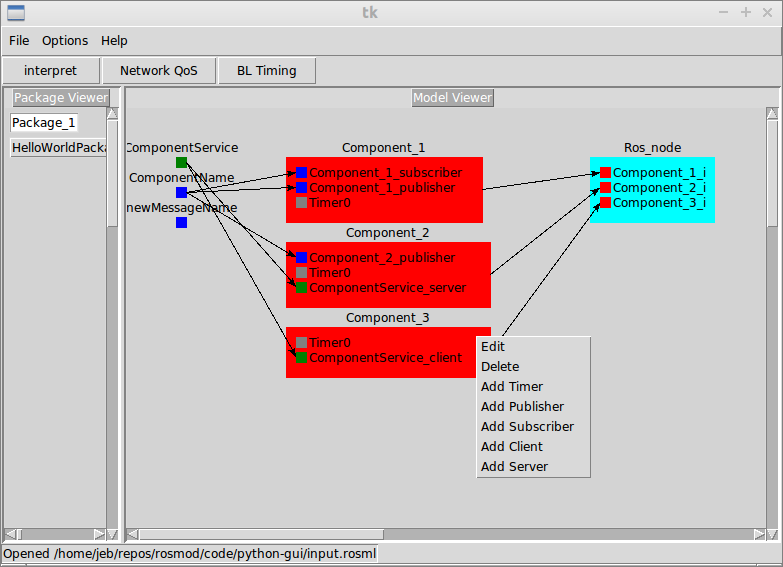 tk
File Options Help
interpret Network QoS BL Timing
Package Viewer
Model Viewer
Package_1
HelloWorldPacka
ComponentService
ComponentName
newMessageName
Component_1
Component_1_subscriber
Component_1_publisher
Timer0
Component_2
Component_2_publisher
Timer0
ComponentService_server
Component_3
Timer0
ComponentService_client
Ros_node
Component_1_i
Component_2_i
Component_3_i
Edit
Delete
Add Timer
Add Publisher
Add Subscriber
Add Client
Add Server
Opened /home/jeb/repos/rosmod/code/python-gui/input.rosml